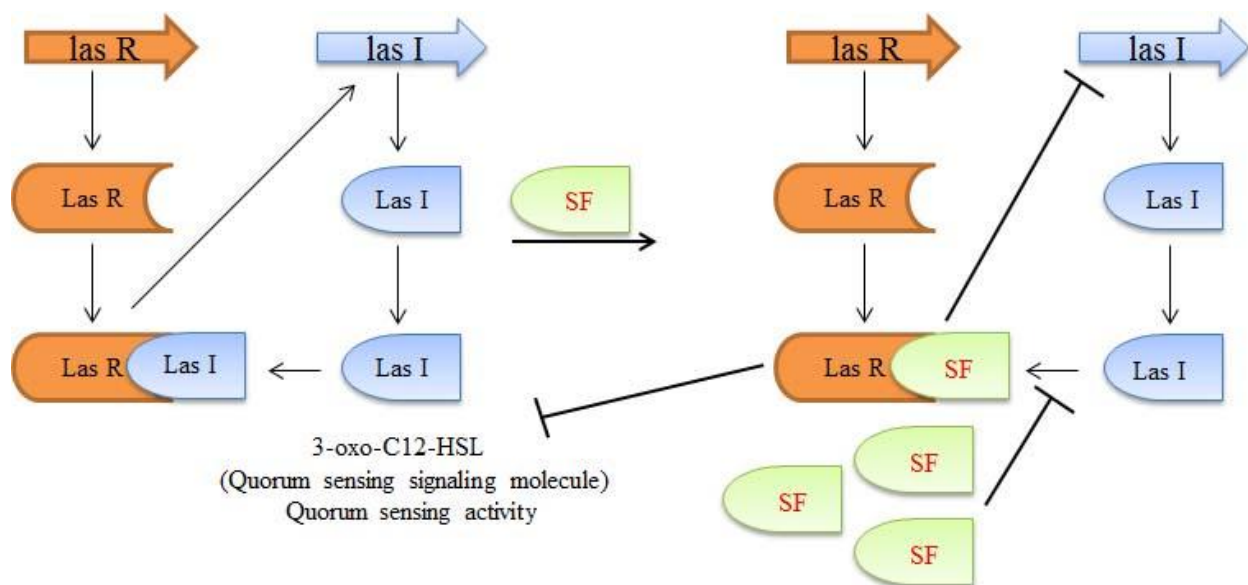 las R
las I
las R
las I
Las R
Las I
SF
Las R
Las I
Las R
Las I
Las I
Las R
SF
Las I
3-oxo-C12-HSL
(Quorum sensing signaling molecule)
Quorum sensing activity
SF
SF
SF